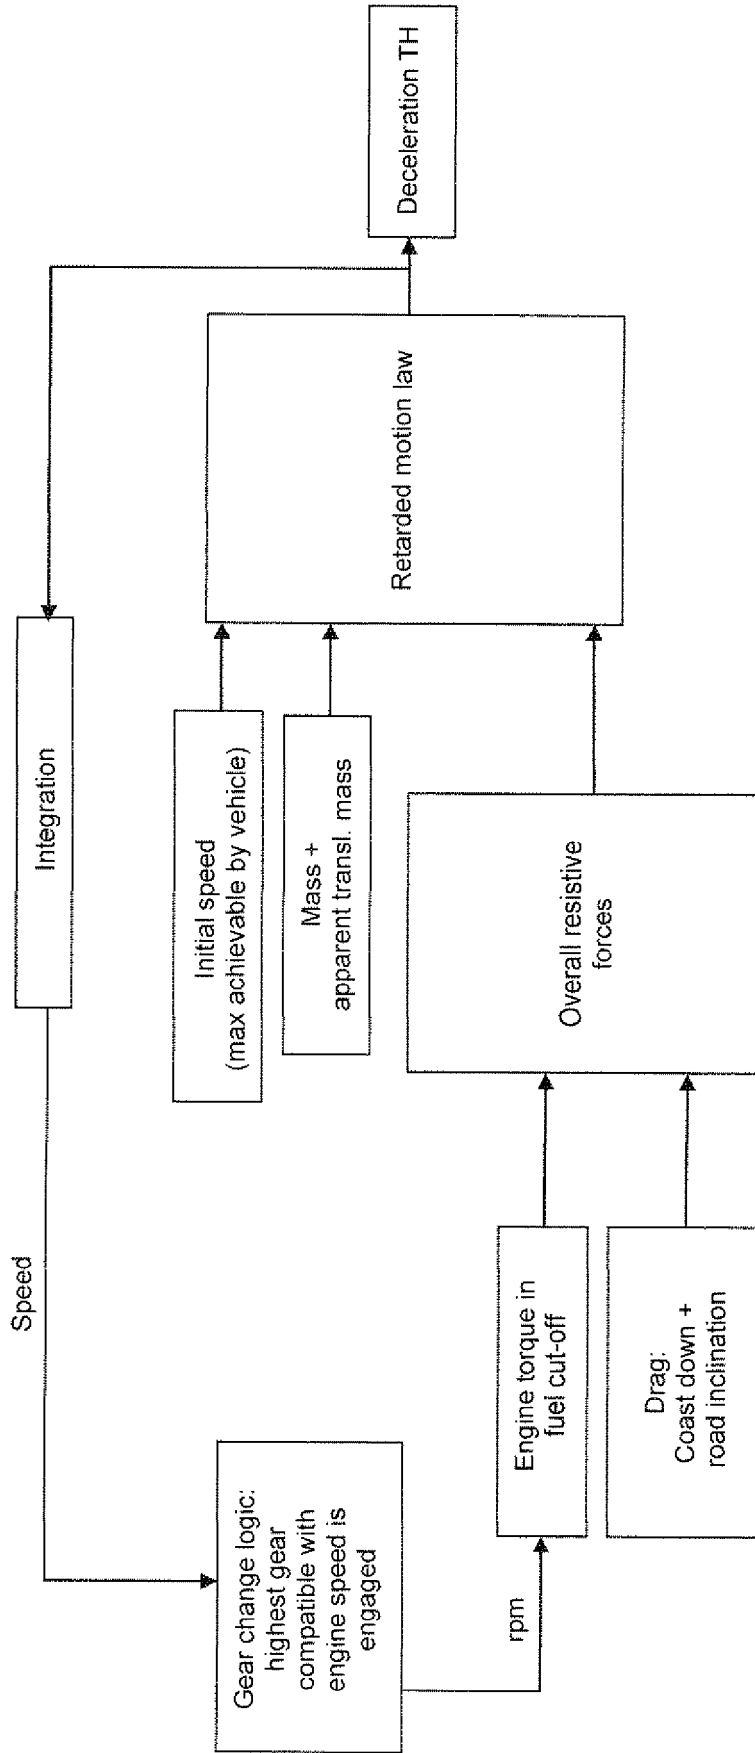 Speed
Integration
Gear change logic:
highest gear
compatible with
engine speed is
engaged
rpm
Initial speed
(max achievable by vehicle)
Mass +
apparent transl. mass
Engine torque in
fuel cut-off
Drag:
Coast down +
road inclination
Overall resistive
forces
Retarded motion law
Deceleration TH